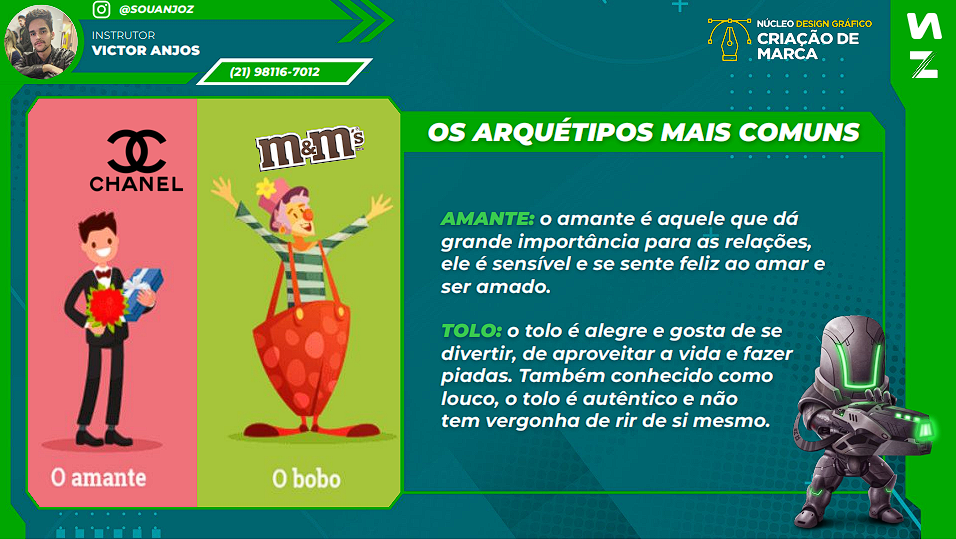 @SOUANJOZ
INSTRUTOR
VICTOR ANJOS
(21) 98116-7012
NÚCLEO DESIGN GRÁFICO
CRIAÇÃO DE
MARCA
NZ
CHANEL
m&m's
O amante
O bobo
OS ARQUÉTIPOS MAIS COMUNS
AMANTE: o amante é aquele que dá
grande importância para as relações,
ele é sensível e se sente feliz ao amar e
ser amado.
TOLO: o tolo é alegre e gosta de se
divertir, de aproveitar a vida e fazer
piadas. Também conhecido como
louco, o tolo é autêntico e não
tem vergonha de rir de si mesmo.